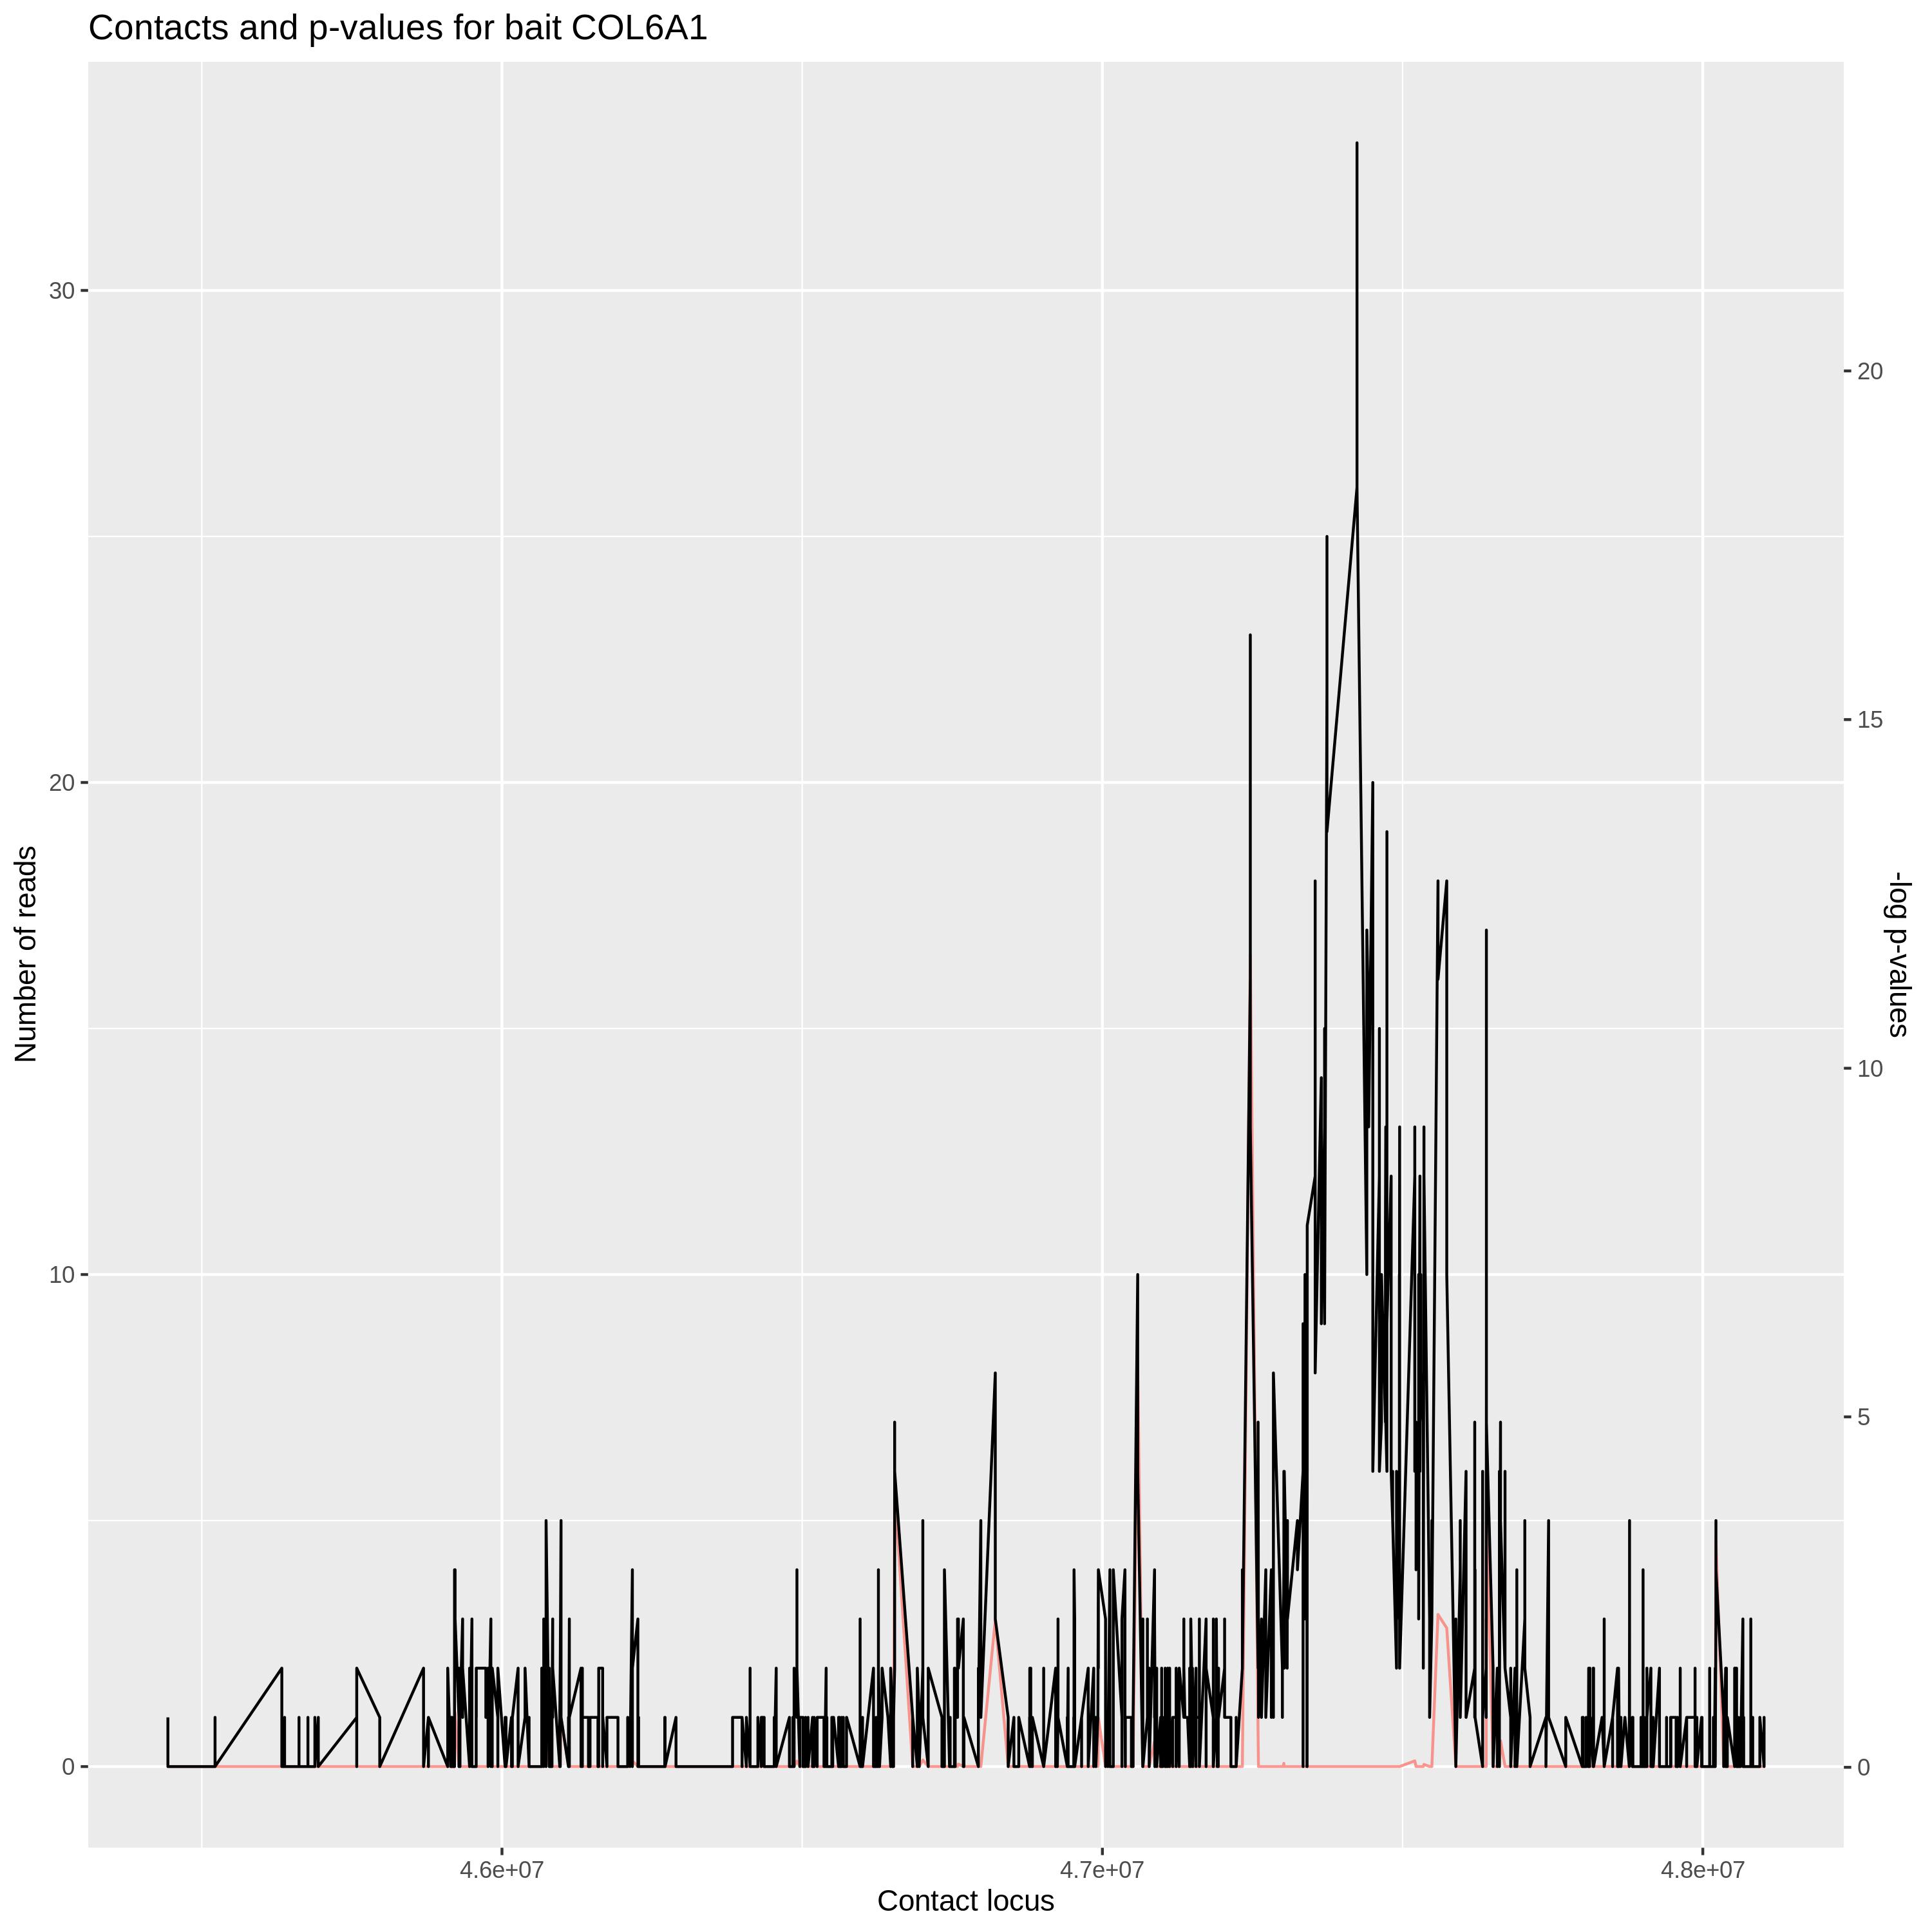 Contacts and p-values for bait COL6A1
30
20
10
0
Number of reads
20
15
10
5
0
-log p-values
4.6e+07
4.7e+07
4.8e+07
Contact locus